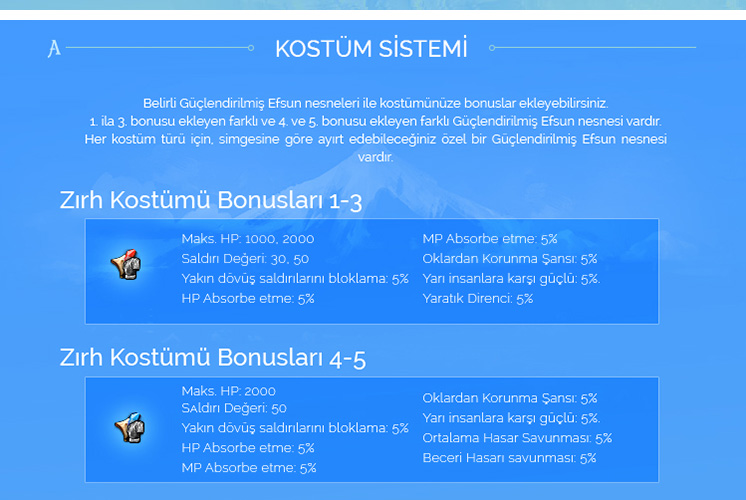 A
KOSTÜM SİSTEMİ
Belirli Güçlendirilmiş Efsun nesneleri ile kostümünüze bonuslar ekleyebilirsiniz.
1. ila 3. bonusu ekleyen farklı ve 4. ve 5. bonusu ekleyen farklı Güçlendirilmiş Efsun nesnesi vardır.
Her kostüm türü için, simgesine göre ayırt edebileceğiniz özel bir Güçlendirilmiş Efsun nesnesi
vardır.
Zırh Kostümü Bonusları 1-3
Maks. HP: 1000, 2000
Saldırı Değeri: 30, 50
Yakın dövüş saldırılarını bloklama: 5%
HP Absorbe etme: 5%
MP Absorbe etme: 5%
Oklardan Korunma Şansı: 5%
Yarı insanlara karşı güçlü: 5%.
Yaratık Direnci: 5%
Zırh Kostümü Bonusları 4-5
Maks. HP: 2000
SAldırı Değeri: 50
Yakın dövüş saldırılarını bloklama: 5%
HP Absorbe etme: 5%
MP Absorbe etme: 5%
Oklardan Korunma Şansı: 5%
Yarı insanlara karşı güçlü: 5%.
Ortalama Hasar Savunması: 5%
Beceri Hasarı savunması: 5%